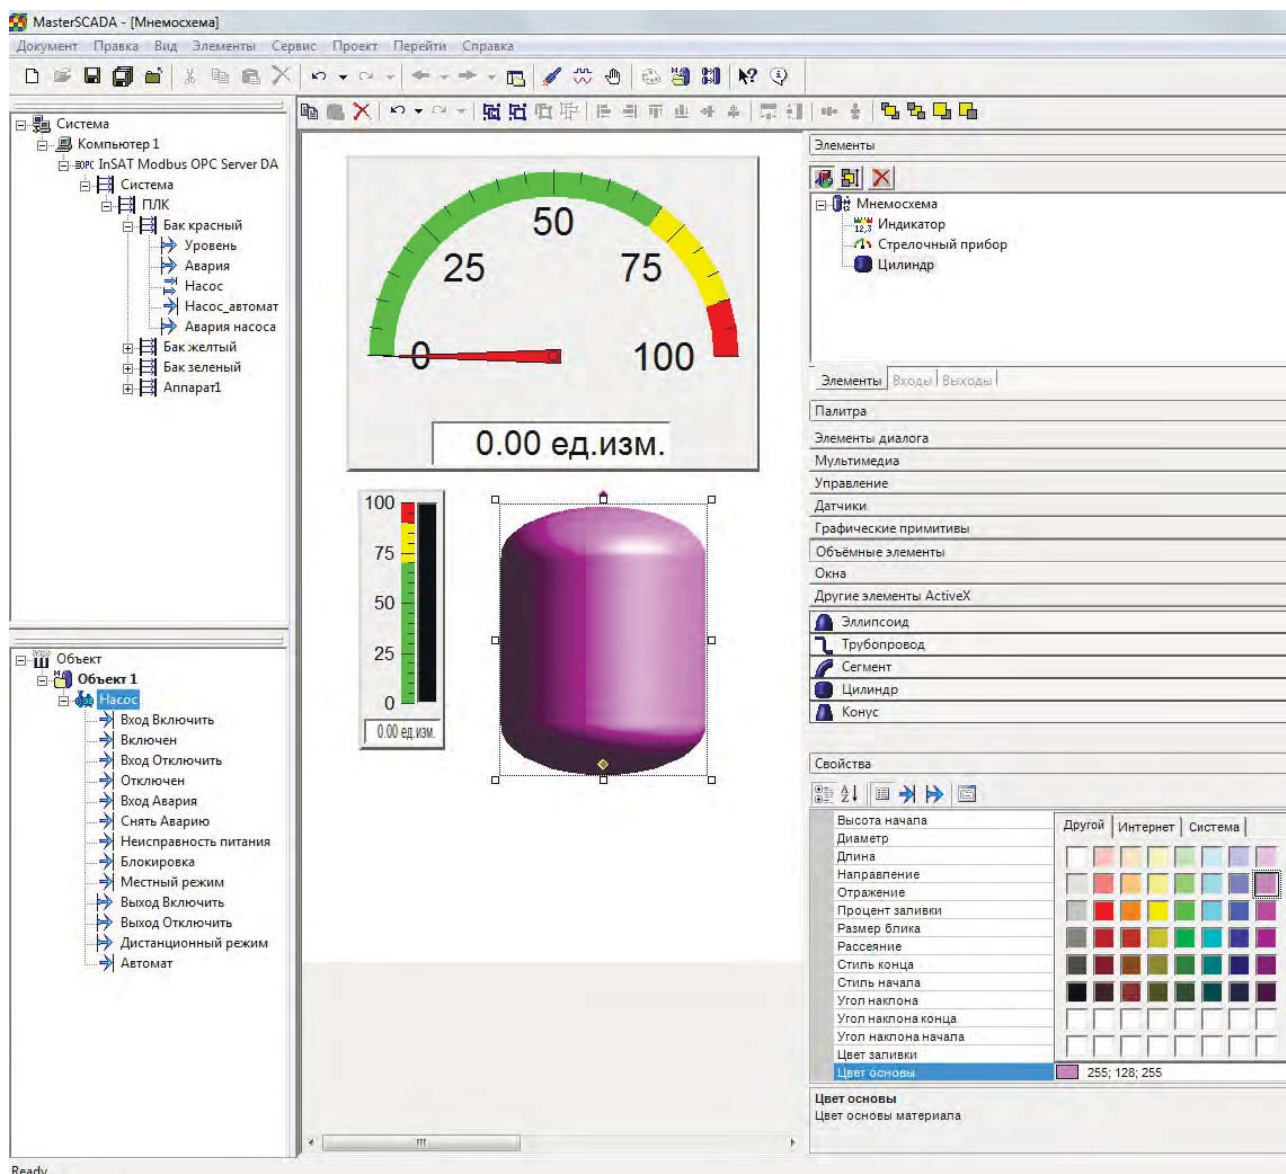 MasterSCADA - [Мнемосхема]
Документ Правка Вид Элементы Сервис Проект Перейти Справка
Система
Компьютер 1
InSAT Modbus OPC Server DA
Система
ПЛК
Бак красный
Уровень
Авария
Насос
Насос_автомат
Авария насоса
Бак желтый
Бак зеленый
Аппарат1
Объект
Объект 1
Насос
Вход Включить
Включен
Вход Отключить
Отключен
Вход Авария
Снять Аварию
Неисправность питания
Блокировка
Местный режим
Выход Включить
Выход Отключить
Дистанционный режим
Автомат
0
25
50
75
100
0.00 ед.изм.
100
75
50
25
0
0.00 ед.изм.
Элементы
Мнемосхема
Индикатор
Стрелочный прибор
Цилиндр
Элементы Входы Выходы
Палитра
Элементы диалога
Мультимедиа
Управление
Датчики
Графические примитивы
Объёмные элементы
Окна
Другие элементы ActiveX
Эллипсоид
Трубопровод
Сегмент
Цилиндр
Конус
Свойства
Высота начала
Диаметр
Длина
Направление
Отражение
Процент заливки
Размер блика
Рассеяние
Стиль конца
Стиль начала
Угол наклона
Угол наклона конца
Угол наклона начала
Цвет заливки
Цвет основы 255; 128; 255
Другой Интернет Система
Цвет основы
Цвет основы материала
Ready